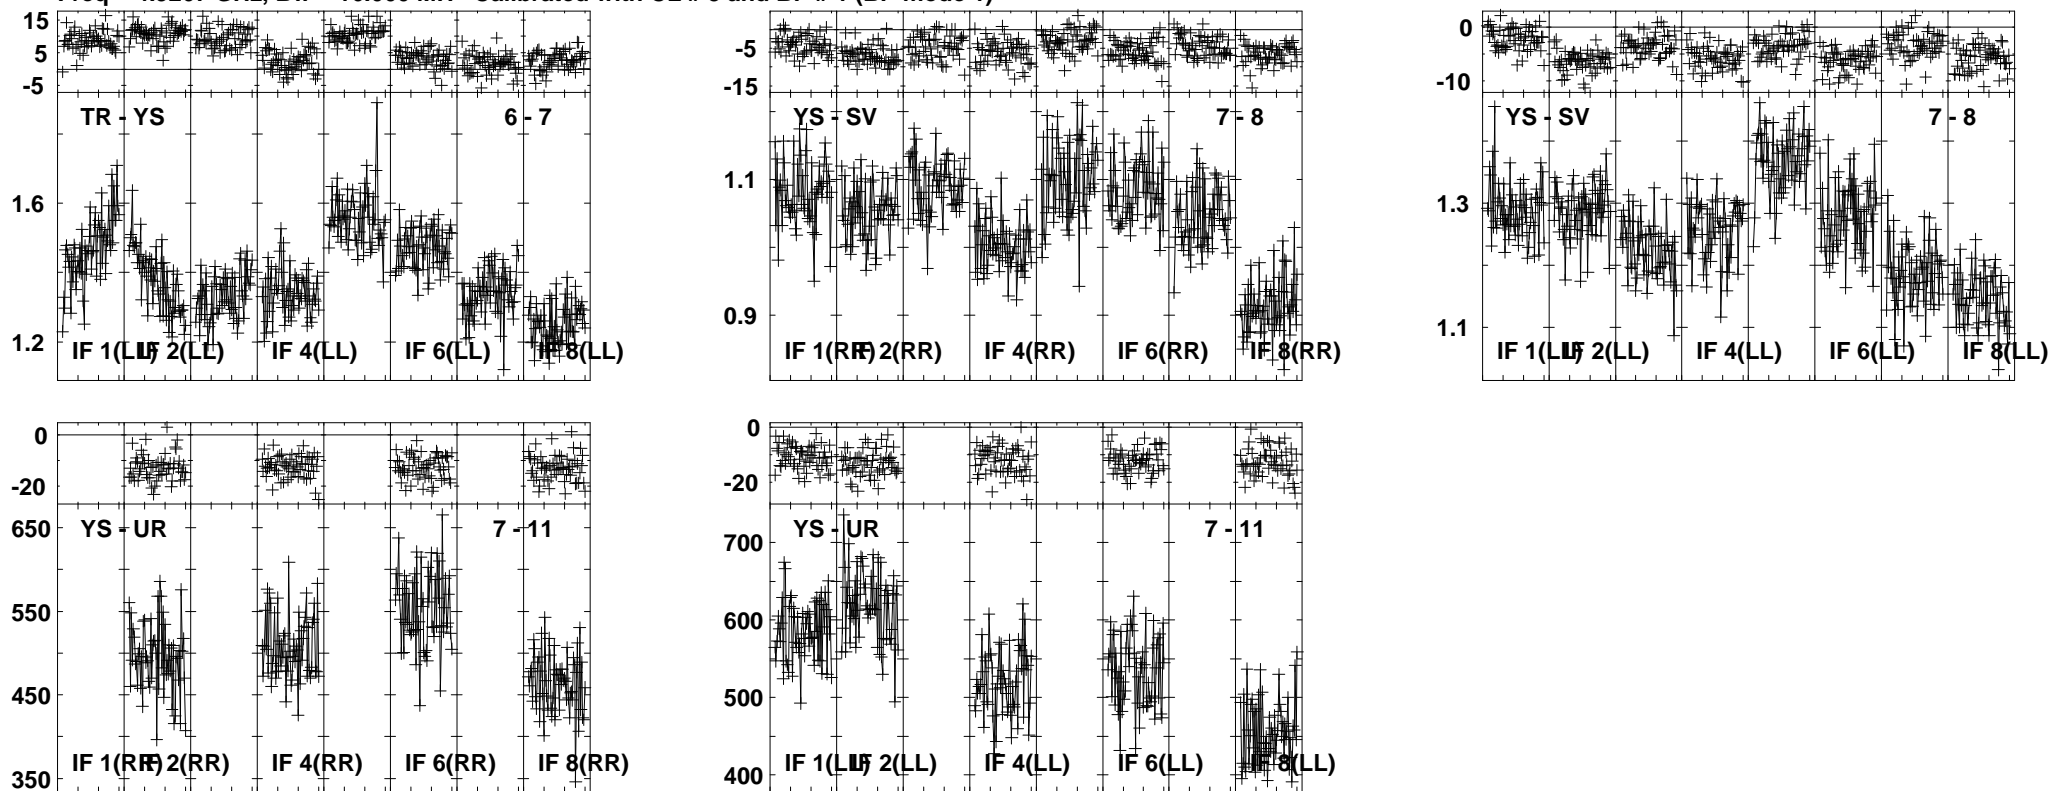 Freq GHz, Bw MH Calibrated with CL # and BP # (BP mode 1)
15
5
-5
TR - YS 6 - 7
1.6
1.2
IF 1(LL) IF 2(LL) IF 4(LL) IF 6(LL) IF 8(LL)
-5
-15
YS - SV 7 - 8
1.1
0.9
IF 1(RR) IF 2(RR) IF 4(RR) IF 6(RR) IF 8(RR)
0
-10
YS - SV 7 - 8
1.3
1.1
IF 1(LL) IF 2(LL) IF 4(LL) IF 6(LL) IF 8(LL)
0
-20
650
YS - UR 7 - 11
550
450
350
IF 1(RR) IF 2(RR) IF 4(RR) IF 6(RR) IF 8(RR)
0
-20
YS - UR 7 - 11
700
600
500
400
IF 1(LL) IF 2(LL) IF 4(LL) IF 6(LL) IF 8(LL)